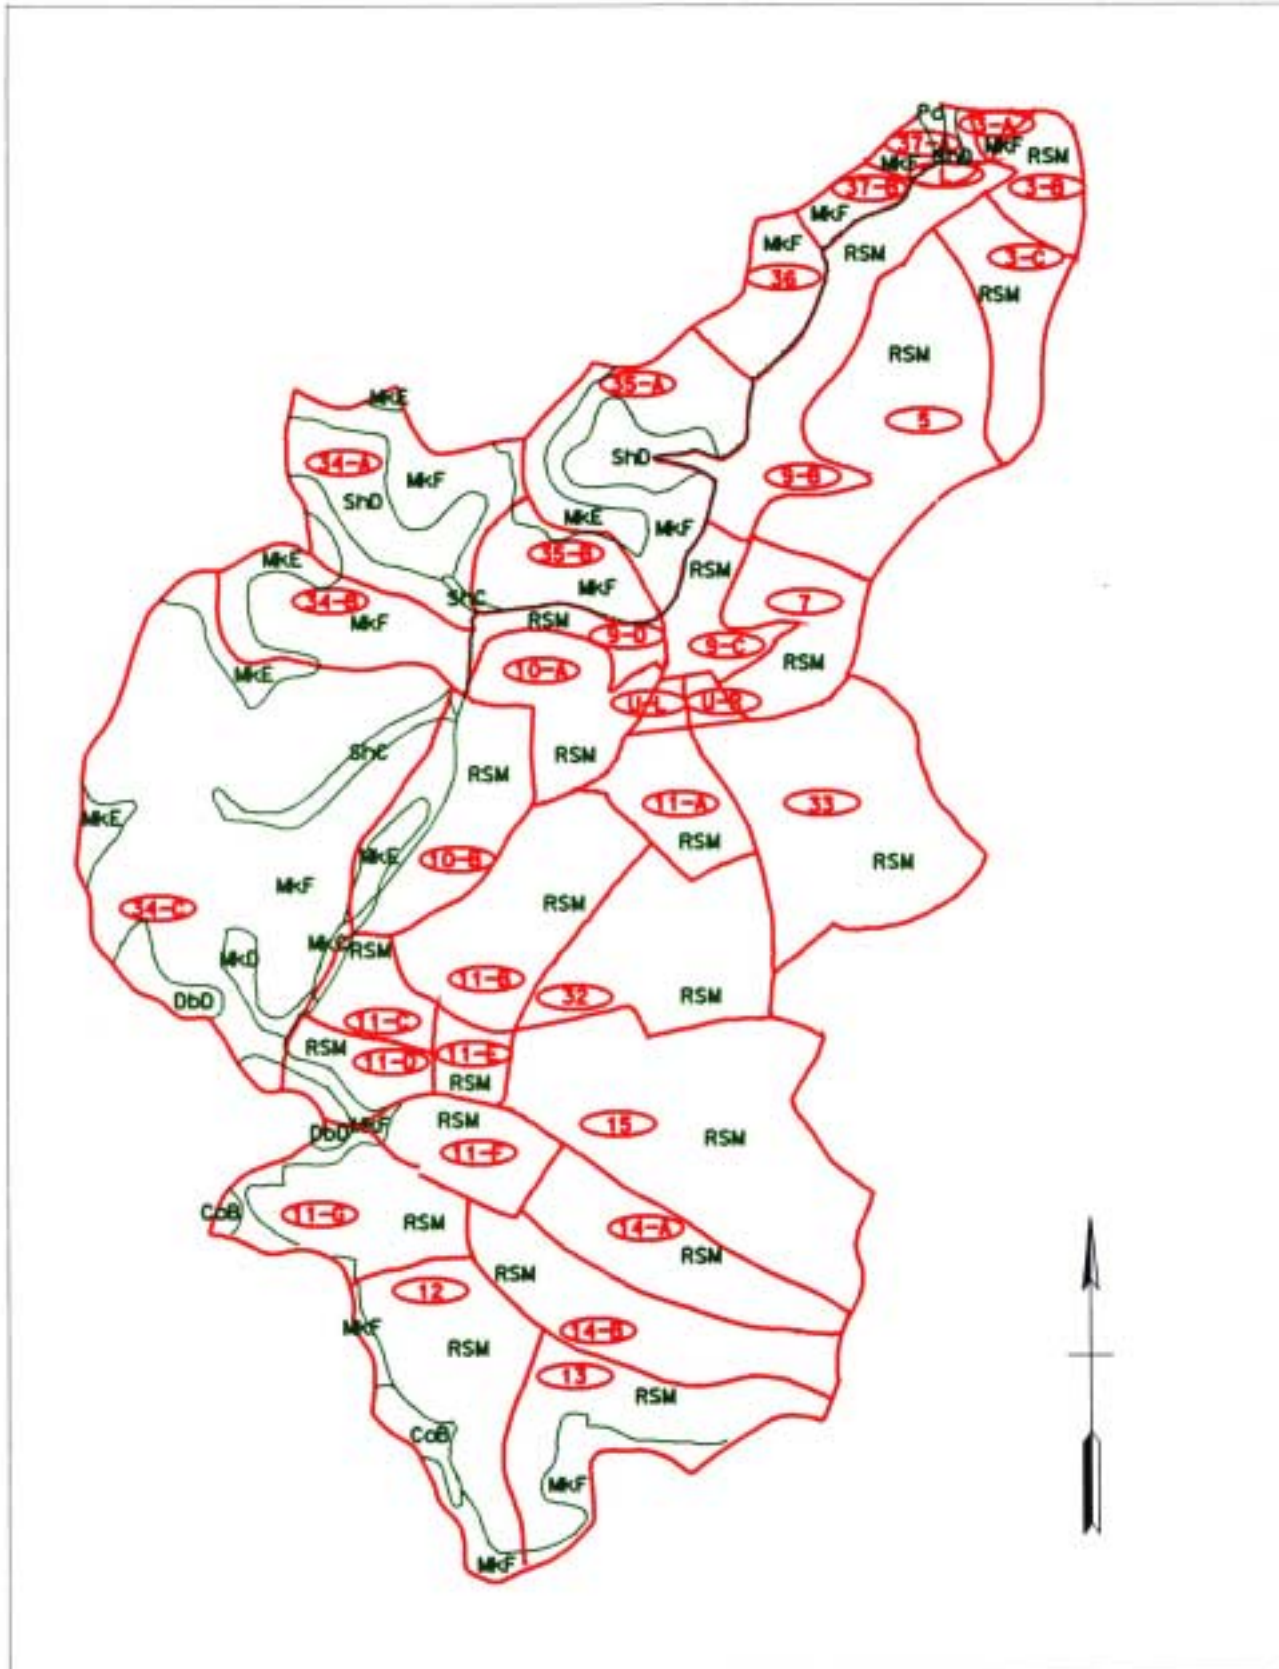 Pd
MkF
RSM
37-B
3-B
MkF
MkF
RSM
3-C
36
RSM
RSM
35-A
MkE
5
34-A
ShD
9-B
MkF
ShD
MkE
MkF
35-B
MkE
RSM
MkF
7
34-B
ShC
MkF
RSM
9-D
9-C
RSM
10-A
MkE
U-L
U-R
ShC
RSM
RSM
11-A
33
MkE
RSM
MkE
10-B
RSM
MkF
34-C
RSM
RSM
MkD
11-B
DbD
32
RSM
11-C
RSM
11-D
11-E
RSM
RSM
15
DbD
MkF
RSM
11-F
CoB
11-G
RSM
14-A
RSM
RSM
12
MkF
14-B
RSM
13
RSM
CoB
MkF
MkF